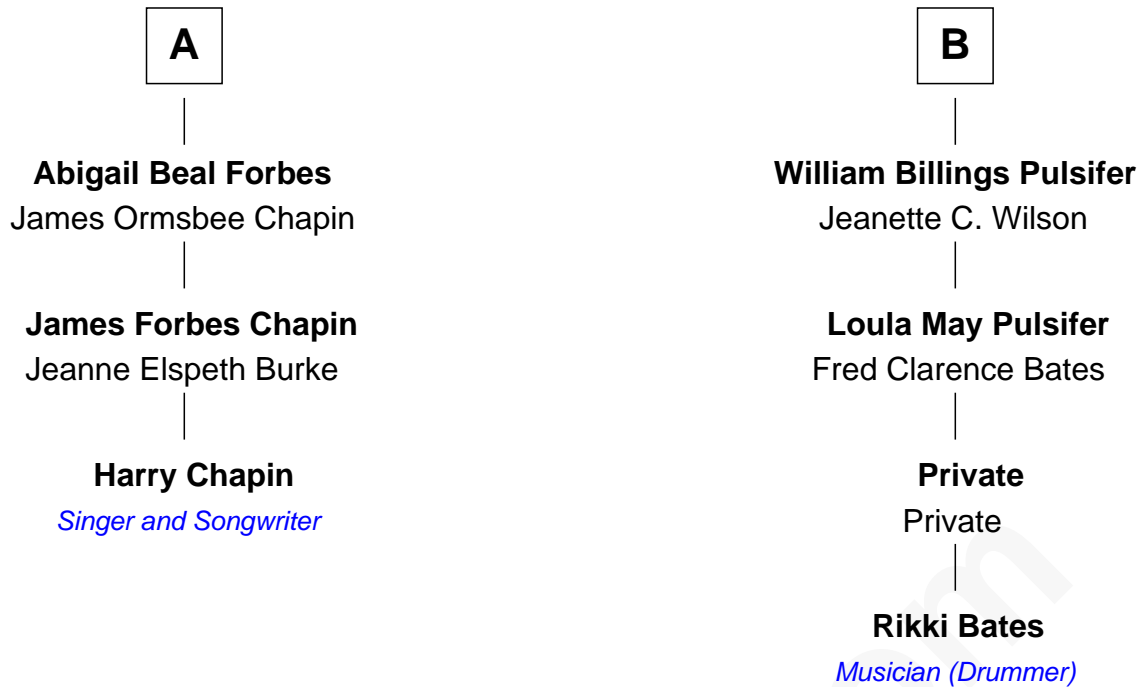 A
Abigail Beal Forbes
James Ormsbee Chapin
James Forbes Chapin
Jeanne Elspeth Burke
Harry Chapin
Singer and Songwriter
B
William Billings Pulsifer
Jeanette C. Wilson
Loula May Pulsifer
Fred Clarence Bates
Private
Private
Rikki Bates
Musician (Drummer)